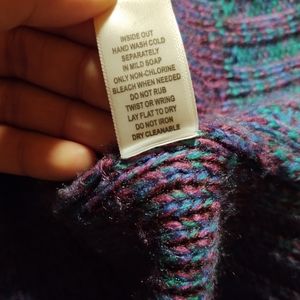 INSIDE OUT
HAND WASH COLD
SEPARATELY
IN MILD SOAP
ONLY NON-CHLORINE
BLEACH WHEN NEEDED
DO NOT RUB
TWIST OR WRING
LAY FLAT TO DRY
DO NOT IRON
DRY CLEANABLE